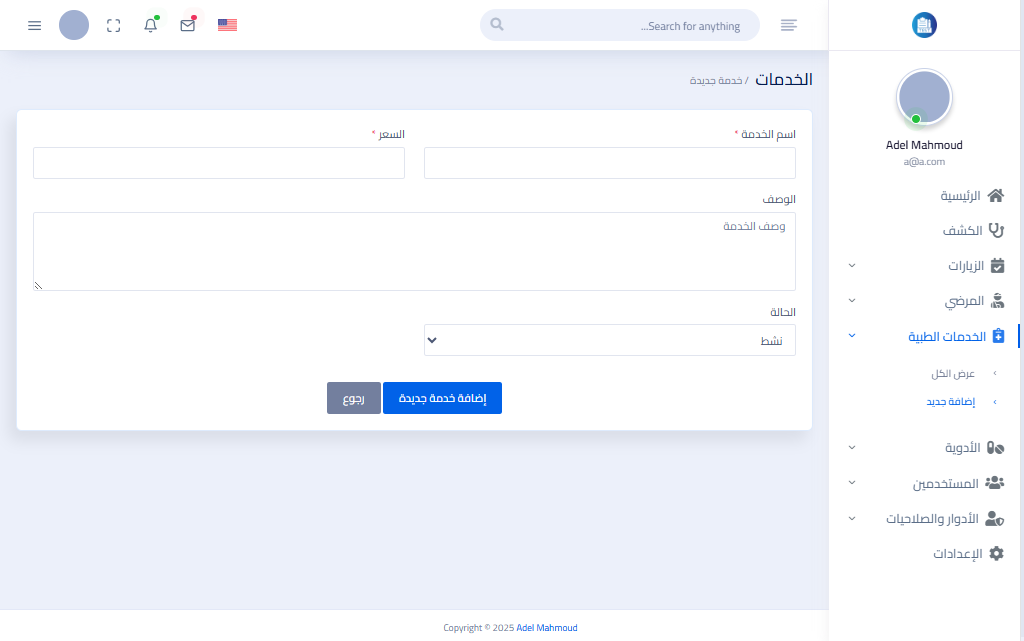 Search for anything...
Adel Mahmoud
a@a.com
الرئيسية
الكشف
الزيارات
المرضي
الخدمات الطبية
عرض الكل
إضافة جديد
الأدوية
المستخدمين
الأدوار والصلاحيات
الإعدادات
الخدمات / خدمة جديدة
اسم الخدمة *
السعر *
الوصف
وصف الخدمة
الحالة
نشط
إضافة خدمة جديدة
رجوع
Copyright © 2025 Adel Mahmoud